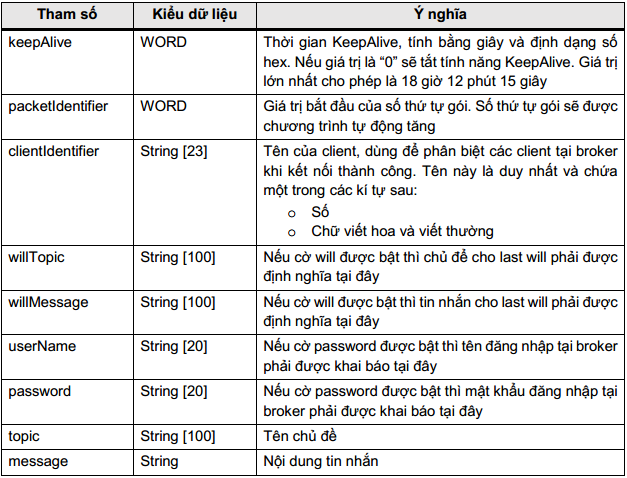 Tham số Kiểu dữ liệu Ý nghĩa
keepAlive WORD Thời gian KeepAlive, tính bằng giây và định dạng số
hex. Nếu giá trị là “0” sẽ tắt tính năng KeepAlive. Giá trị
lớn nhất cho phép là 18 giờ 12 phút 15 giây
packetIdentifier WORD Giá trị bắt đầu của số thứ tự gói. Số thứ tự gói sẽ được
chương trình tự động tăng
clientIdentifier String [23] Tên của client, dùng để phân biệt các client tại broker
khi kết nối thành công. Tên này là duy nhất và chứa
một trong các kí tự sau:
o Số
o Chữ viết hoa và viết thường
willTopic String [100] Nếu cờ will được bật thì chủ để cho last will phải được
định nghĩa tại đây
willMessage String [100] Nếu cờ will được bật thì tin nhắn cho last will phải được
định nghĩa tại đây
userName String [20] Nếu cờ password được bật thì tên đăng nhập tại broker
phải được khai báo tại đây
password String [20] Nếu cờ password được bật thì mật khẩu đăng nhập tại
broker phải được khai báo tại đây
topic String [100] Tên chủ đề
message String Nội dung tin nhắn